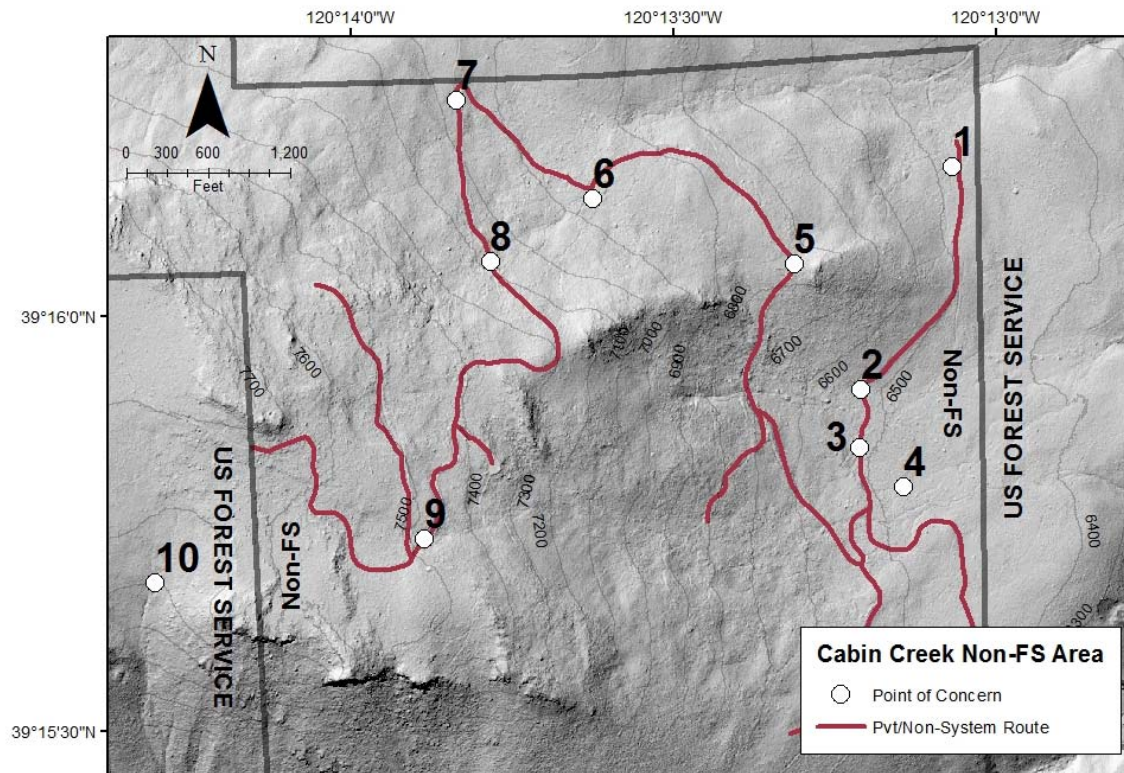 120°14'0"W
120°13'30"W
120°13'0"W
N
0 300 600 1,200
Feet
7
1
6
8
5
39°16'0"N
US FOREST SERVICE
7100
7000
6900
6700
6600
6500
2
7700
7600
Non-FS
3
4
7400
7300
7200
7500
9
6400
10
US FOREST SERVICE
Non-FS
Cabin Creek Non-FS Area
Point of Concern
Pvt/Non-System Route
39°15'30"N